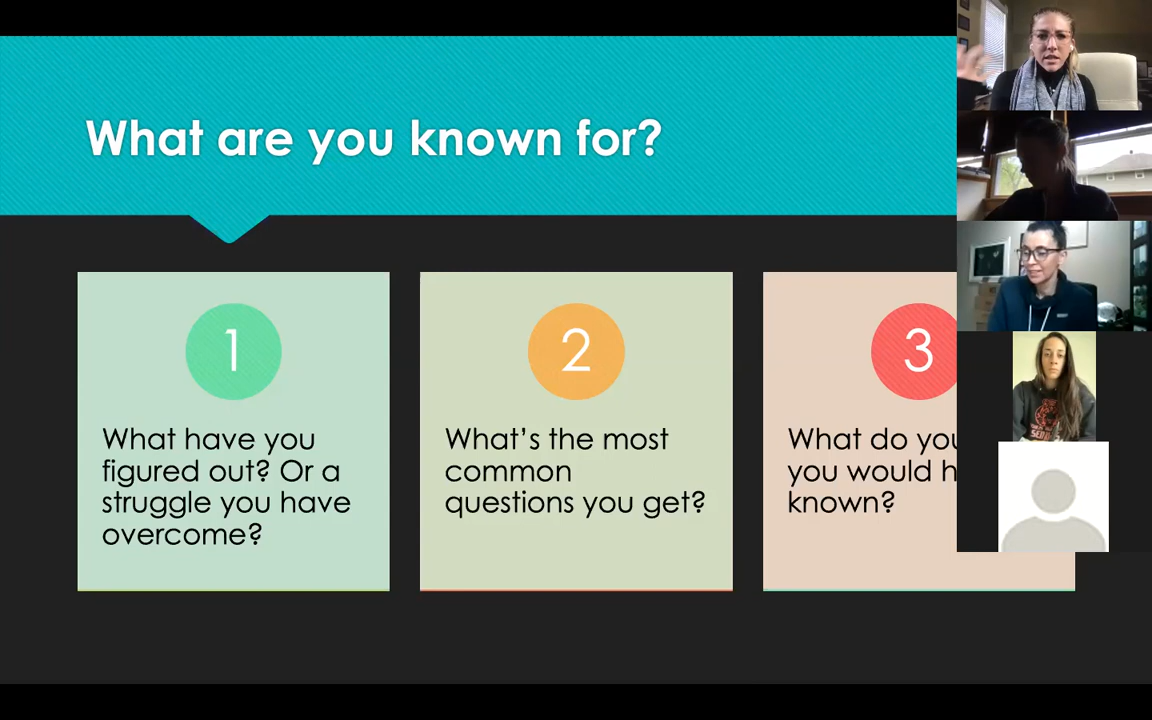 What are you known for?
1
What have you
figured out? Or a
struggle you have
overcome?
2
What's the most
common
questions you get?
3
What do you
you would h
known?